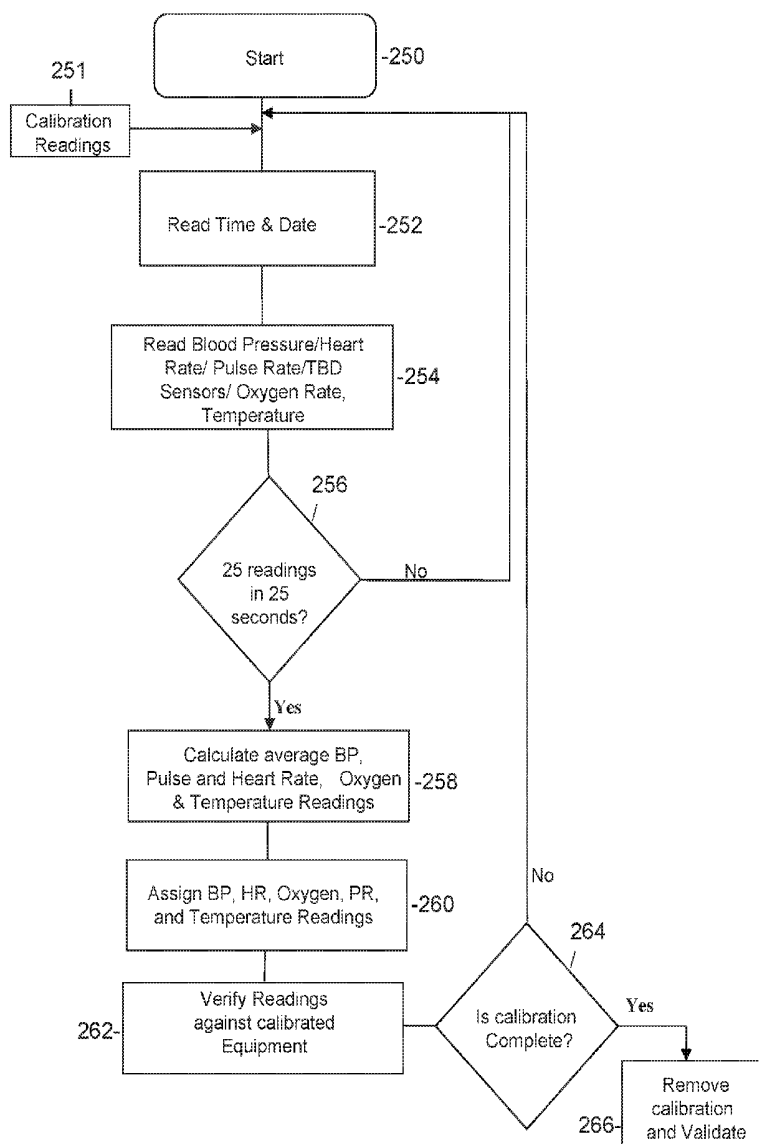 Start
-250
251
Calibration
Readings
Read Time & Date
-252
Read Blood Pressure/Heart
Rate/ Pulse Rate/TBD
Sensors/ Oxygen Rate,
Temperature
-254
256
25 readings
in 25
seconds?
No
Yes
Calculate average BP,
Pulse and Heart Rate, Oxygen
& Temperature Readings
-258
Assign BP, HR, Oxygen, PR,
and Temperature Readings
-260
No
264
Verify Readings
against calibrated
Equipment
262-
Is calibration
Complete?
Yes
Remove
calibration
and Validate
266-